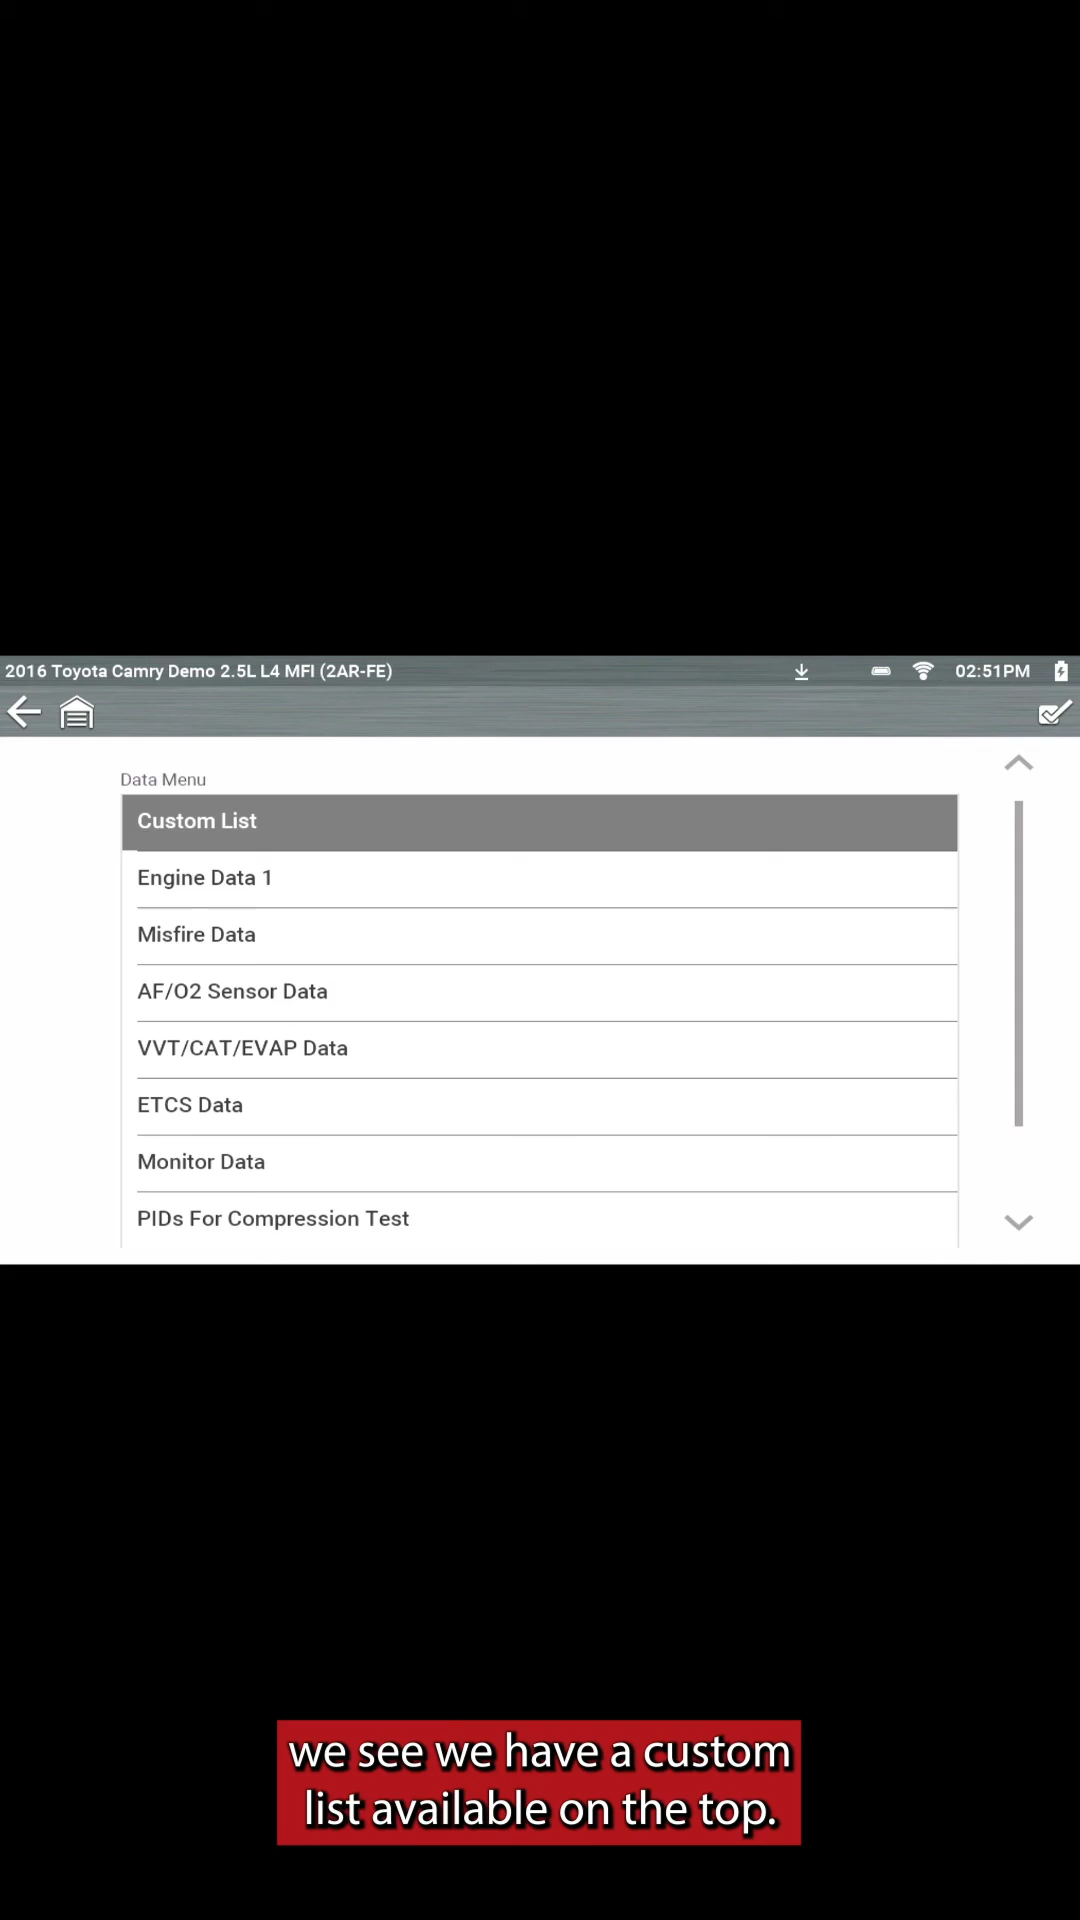 2016 Toyota Camry Demo 2.5L L4 MFI (2AR-FE)
02:51PM
Data Menu
Custom List
Engine Data 1
Misfire Data
AF/O2 Sensor Data
VVT/CAT/EVAP Data
ETCS Data
Monitor Data
PIDs For Compression Test
we see we have a custom
list available on the top.